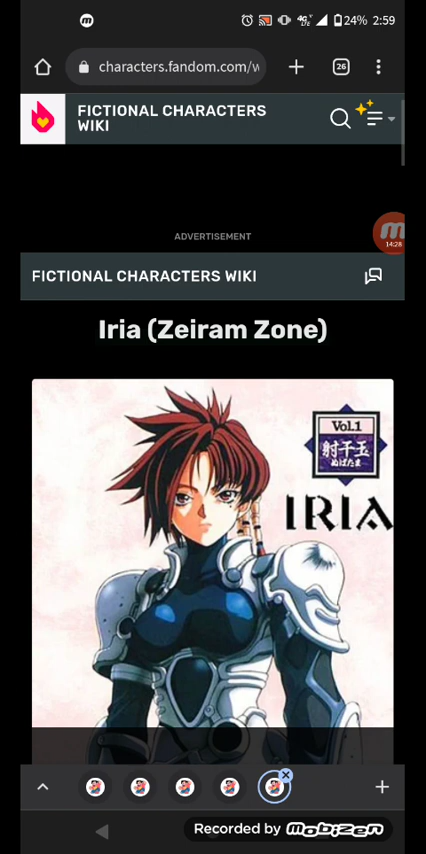 24% 2:59
characters.fandom.com/w
26
FICTIONAL CHARACTERS
WIKI
ADVERTISEMENT
14:28
FICTIONAL CHARACTERS WIKI
Iria (Zeiram Zone)
Vol.1
射干玉
ぬばたま
IRIA
Recorded by mobizen